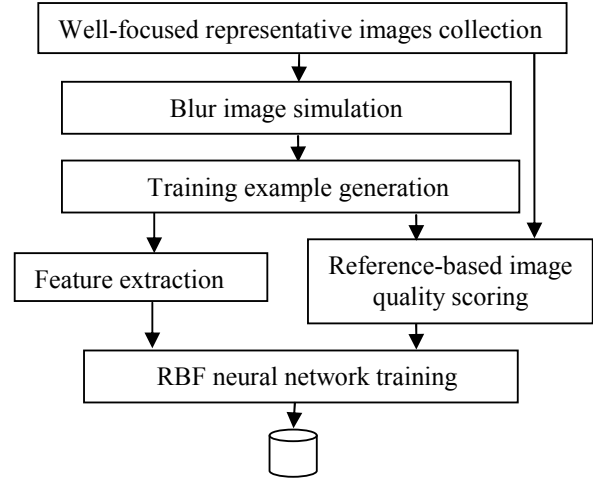 Well-focused representative images collection
Blur image simulation
Training example generation
Feature extraction
Reference-based image
quality scoring
RBF neural network training